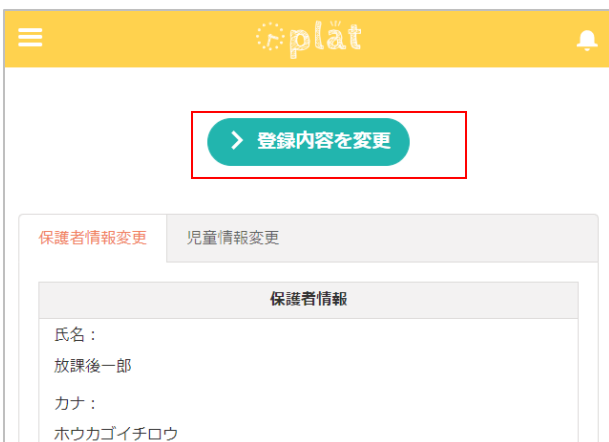 plat
登録内容を変更
保護者情報変更 児童情報変更
保護者情報
氏名：
放課後一郎
カナ：
ホウカゴイチロウ